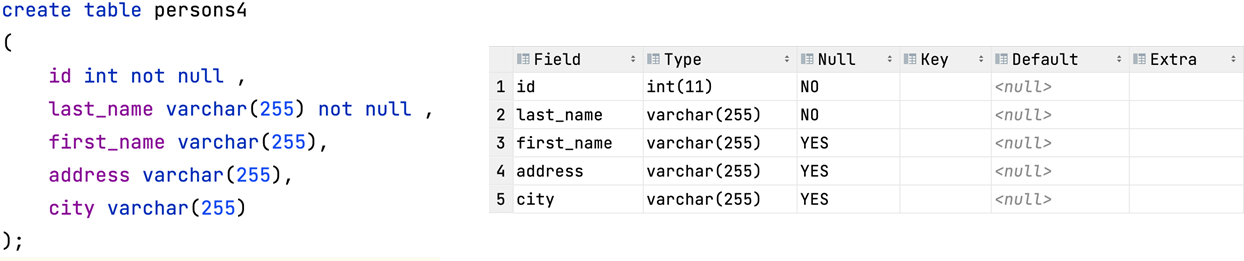 create table persons4
(
id int not null ,
last_name varchar(255) not null ,
first_name varchar(255),
address varchar(255),
city varchar(255)
);
Field Type Null Key Default Extra
1 id int(11) NO <null>
2 last_name varchar(255) NO <null>
3 first_name varchar(255) YES <null>
4 address varchar(255) YES <null>
5 city varchar(255) YES <null>